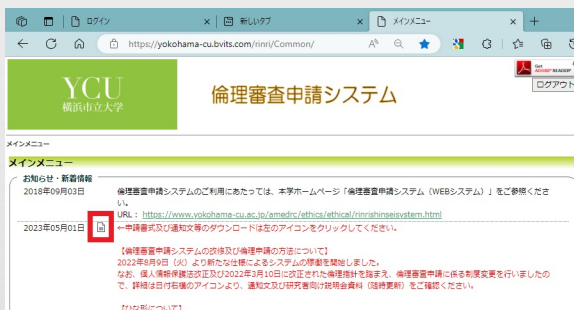 ログイン
新しいタブ
メインメニュー
https://yokohama-cu.bvits.com/rinri/Common/
YCU
横浜市立大学
倫理審査申請システム
Get
ADOBE® READER®
ログアウト
メインメニュー
メインメニュー
お知らせ・新着情報
2018年09月03日
倫理審査申請システムのご利用にあたっては、本学ホームページ「倫理審査申請システム（WEBシステム）」をご参照くださ
い。
URL： https://www.yokohama-cu.ac.jp/amedrc/ethics/ethical/rinrishinseisystem.html
2023年05月01日
←申請書式及び通知文等のダウンロードは左のアイコンをクリックしてください。
【倫理審査申請システムの改修及び倫理申請の方法について】
2022年8月9日（火）より新たな仕様によるシステムの稼働を開始しました。
なお、個人情報保護法改正及び2022年3月10日に改正された倫理指針を踏まえ、倫理審査申請に係る制度変更を行いましたの
で、詳細は日付右横のアイコンより、通知文及び研究者向け説明会資料（随時更新）をご確認ください。
【ひな形について】